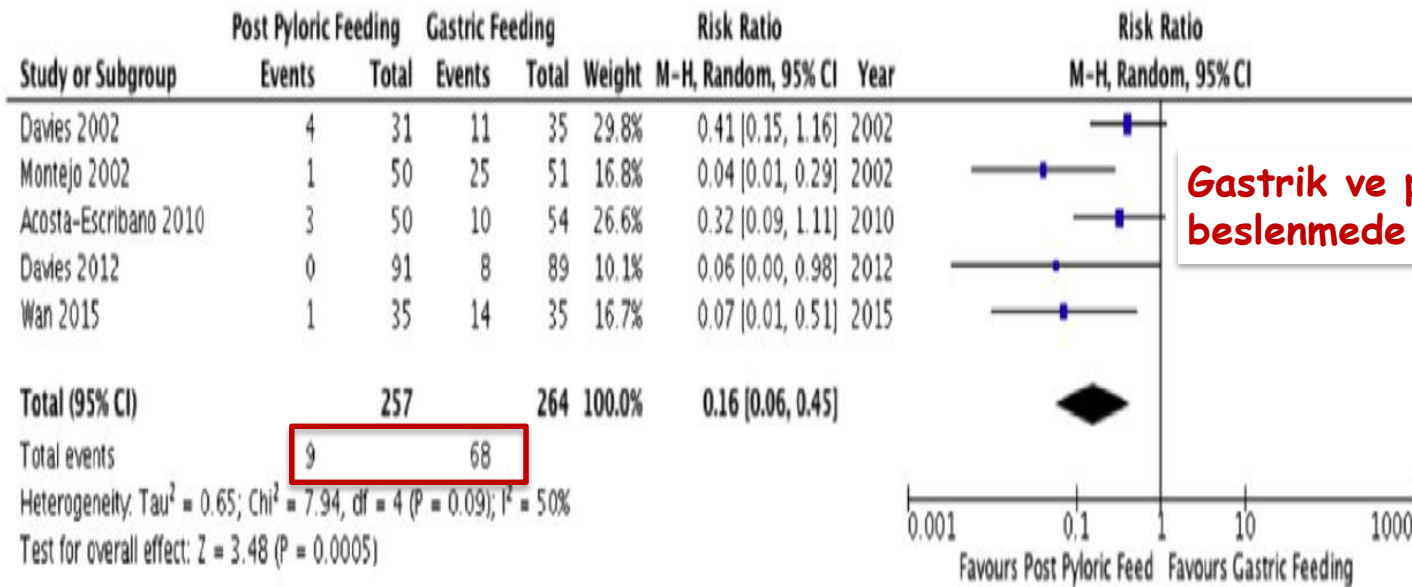 Post Pyloric Feeding Gastric Feeding Risk Ratio Risk Ratio
Study or Subgroup Events Total Events Total Weight M-H, Random, 95% CI Year M-H, Random, 95% CI
Davies 2002 4 31 11 35 29.8% 0.41 [0.15, 1.16] 2002
Montejo 2002 1 50 25 51 16.8% 0.04 [0.01, 0.29] 2002
Acosta-Escribano 2010 3 50 10 54 26.6% 0.32 [0.09, 1.11] 2010
Davies 2012 0 91 8 89 10.1% 0.06 [0.00, 0.98] 2012
Wan 2015 1 35 14 35 16.7% 0.07 [0.01, 0.51] 2015
Gastrik ve
beslenmede
Total (95% CI) 257 264 100.0% 0.16 [0.06, 0.45]
Total events 9 68
Heterogeneity: Tau² = 0.65; Chi² = 7.94, df = 4 (P = 0.09); I² = 50%
Test for overall effect: Z = 3.48 (P = 0.0005)
0.001 0.1 1 10 1000
Favours Post Pyloric Feed Favours Gastric Feeding